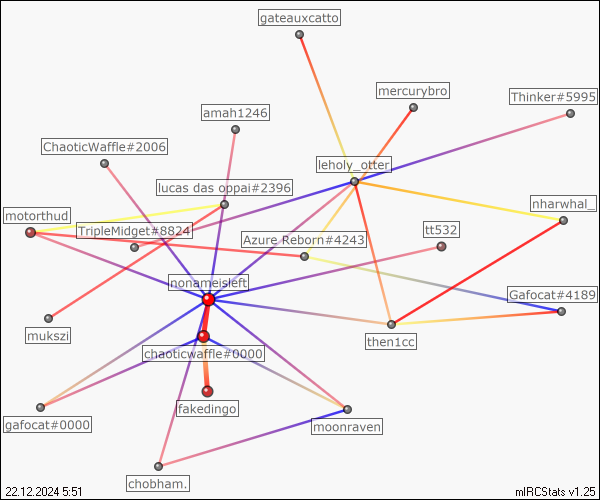 gateauxcatto
mercurybro
Thinker#5995
amah1246
ChaoticWaffle#2006
leholy_otter
lucas das oppai#2396
nharwhal_
motorthud
TripleMidget#8824
tt532
Azure Reborn#4243
nonameisleft
Gafocat#4189
mukszi
then1cc
chaoticwaffle#0000
fakedingo
gafocat#0000
moonraven
chobham.
22.12.2024 5:51
mIRCStats v1.25